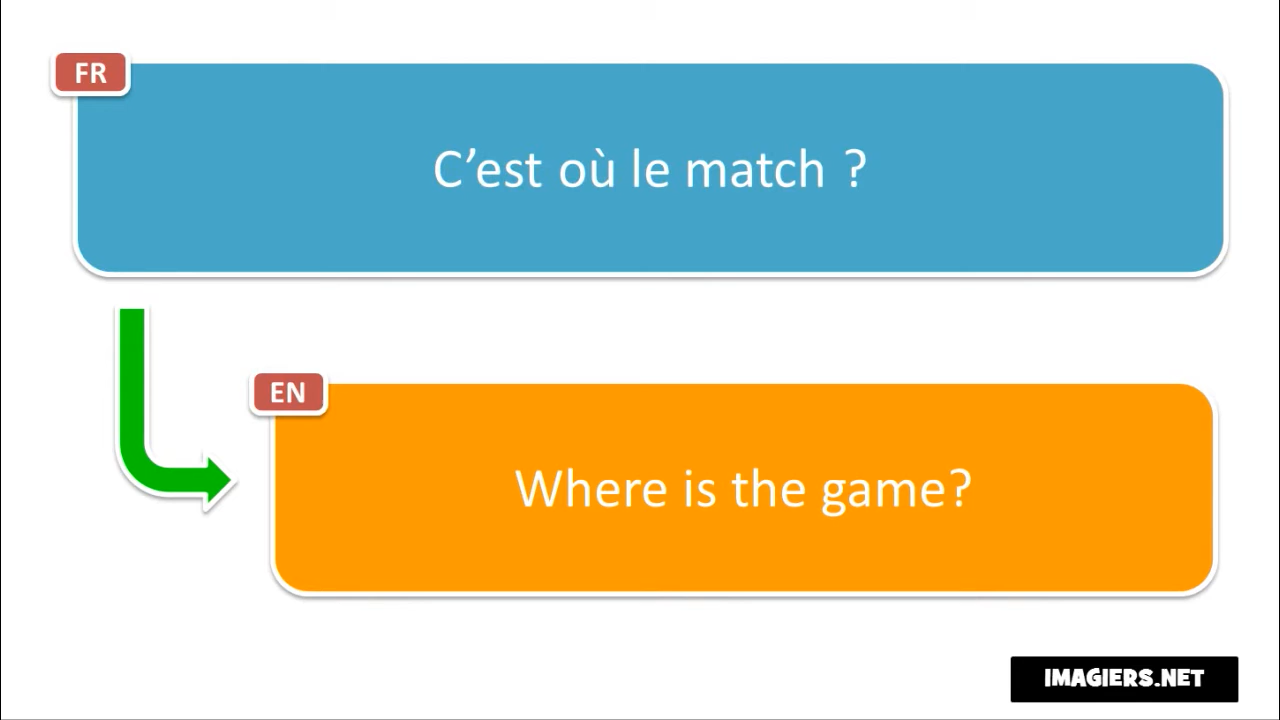 FR
C’est où le match ?
EN
Where is the game?
IMAGIERS.NET